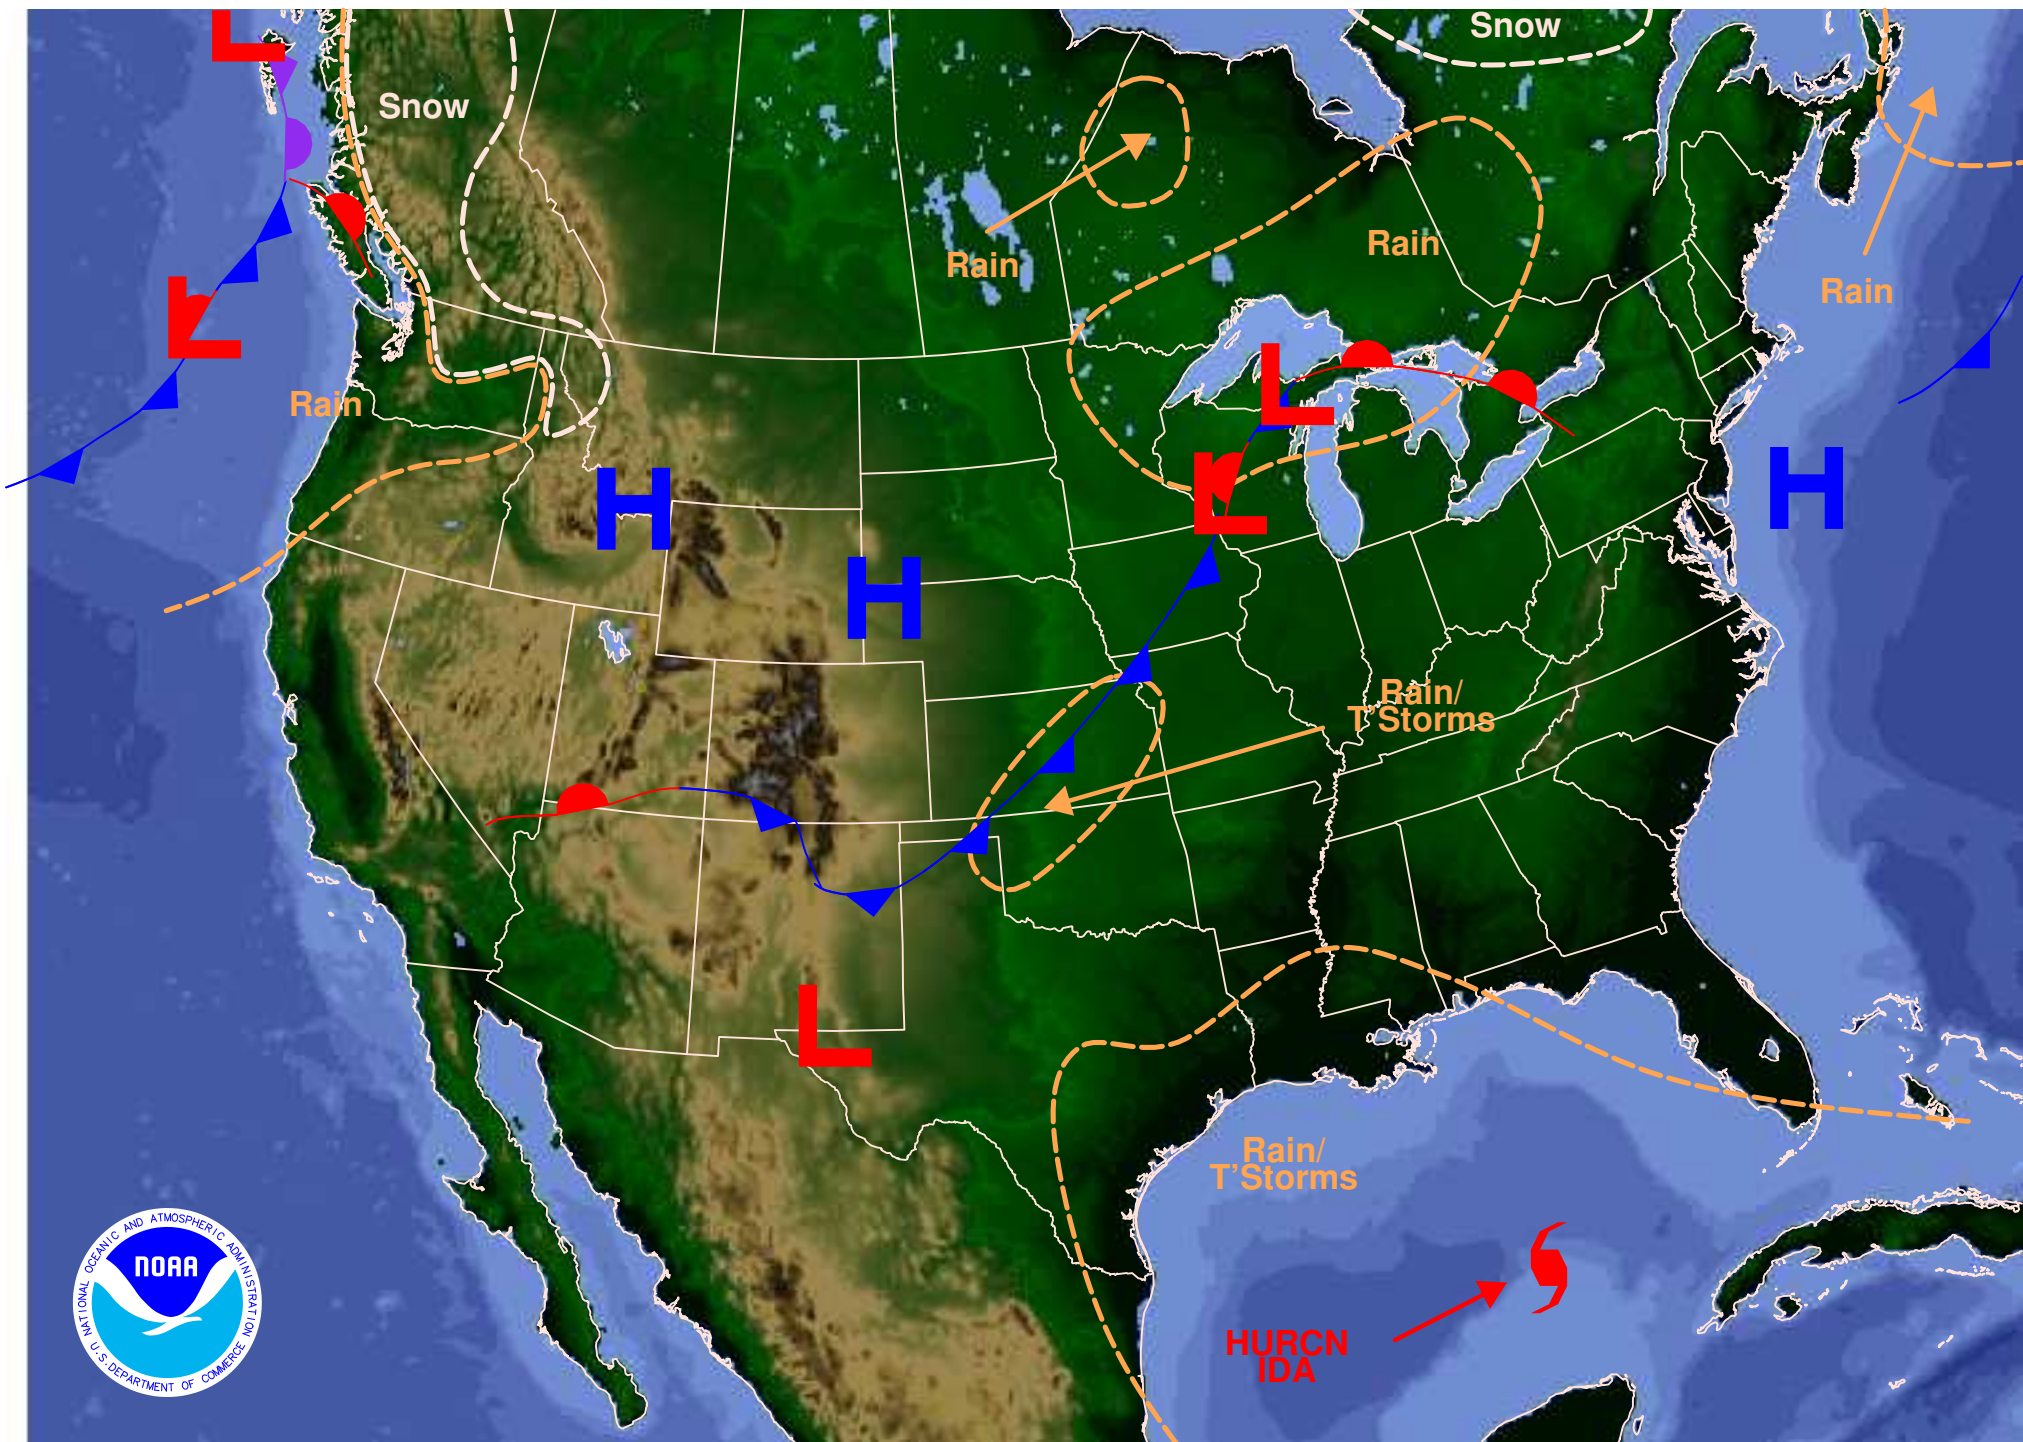 L
Snow
Snow
Rain
Rain
Rain
L
L
Rain
H
L
H
H
Rain/
T'Storms
L
Rain/
T'Storms
HURCN
IDA
NATIONAL OCEANIC AND ATMOSPHERIC ADMINISTRATION
NOAA
U.S. DEPARTMENT OF COMMERCE